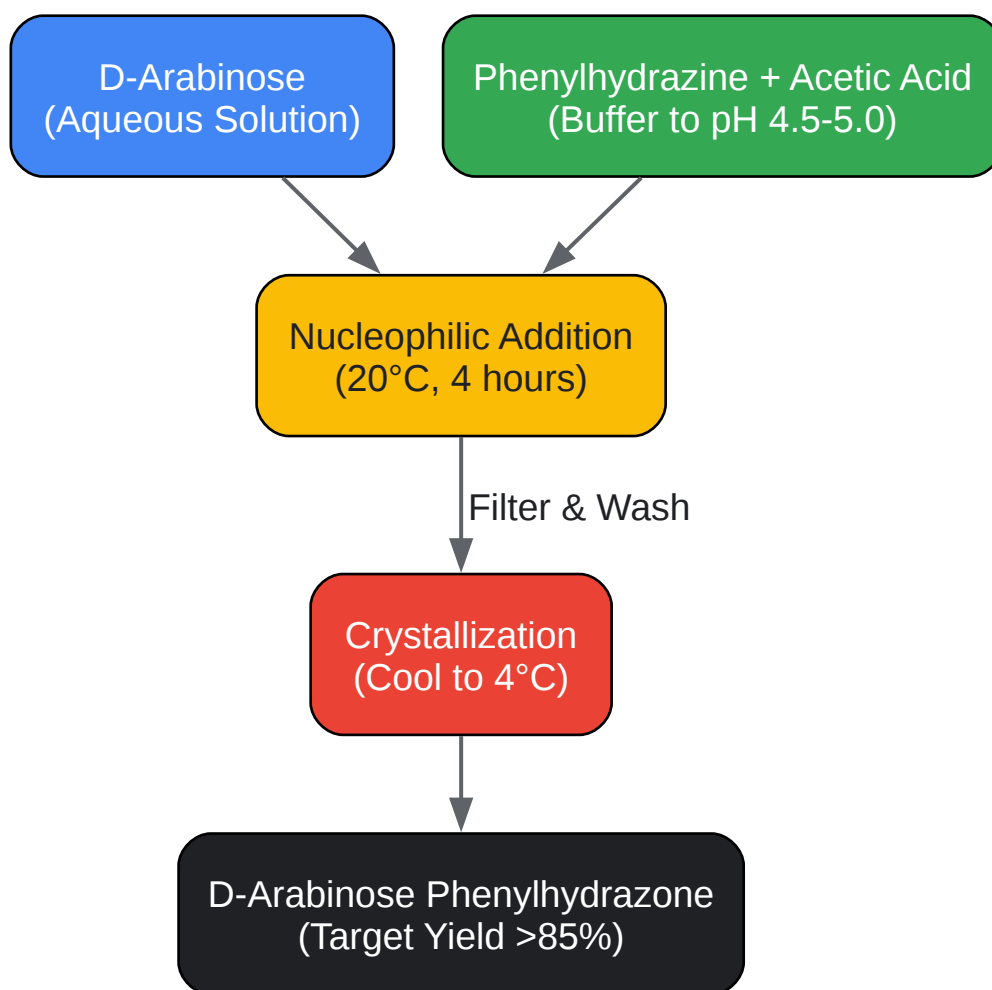 D-Arabinose
(Aqueous Solution)
Phenylhydrazine + Acetic Acid
(Buffer to pH 4.5-5.0)
Nucleophilic Addition
(20°C, 4 hours)
Filter & Wash
Crystallization
(Cool to 4°C)
D-Arabinose Phenylhydrazone
(Target Yield >85%)